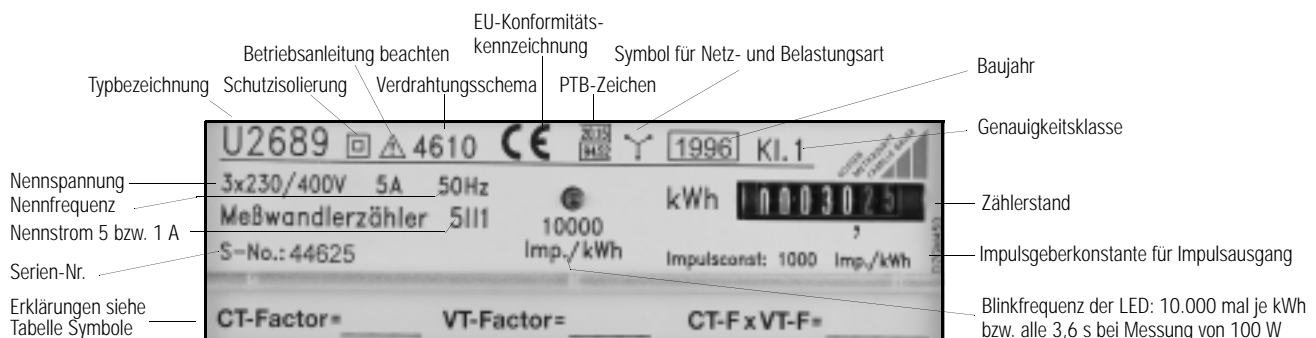 EU-Konformitäts-
kennzeichnung
Betriebsanleitung beachten
Symbol für Netz- und Belastungsart
Typbezeichnung
Schutzisolierung
Verdrahtungsschema
PTB-Zeichen
Baujahr
Genauigkeitsklasse
U2689 4610 CE 1996 Kl.1
Nennspannung
3x230/400V 5A 50Hz
Nennfrequenz
kWh
Zählerstand
Meßwandlerzähler 5II1
10000
Imp./kWh
Nennstrom 5 bzw. 1 A
S-No.: 44625
Impulsconst: 1000 Imp./kWh
Impulsgeberkonstante für Impulsausgang
Serien-Nr.
Erklärungen siehe
Tabelle Symbole
CT-Factor= VT-Factor= CT-FxVT-F=
Blinkfrequenz der LED: 10.000 mal je kWh
bzw. alle 3,6 s bei Messung von 100 W